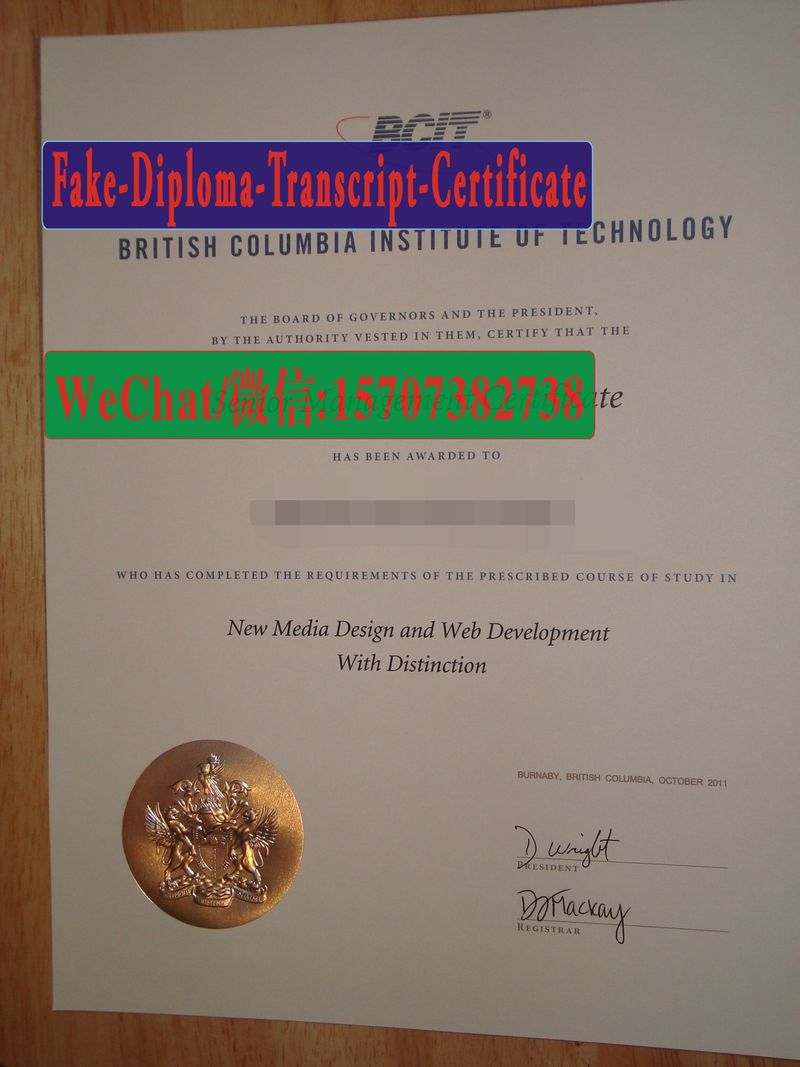 BCIT®
Fake-Diploma-Transcript-Certificate
BRITISH COLUMBIA INSTITUTE OF TECHNOLOGY
THE BOARD OF GOVERNORS AND THE PRESIDENT,
BY THE AUTHORITY VESTED IN THEM, CERTIFY THAT THE
Senior Management Certificate
WeChat/微信:15707382738
HAS BEEN AWARDED TO
WHO HAS COMPLETED THE REQUIREMENTS OF THE PRESCRIBED COURSE OF STUDY IN
New Media Design and Web Development
With Distinction
BURNABY, BRITISH COLUMBIA, OCTOBER 2011
D Wright
PRESIDENT
DJMackay
REGISTRAR